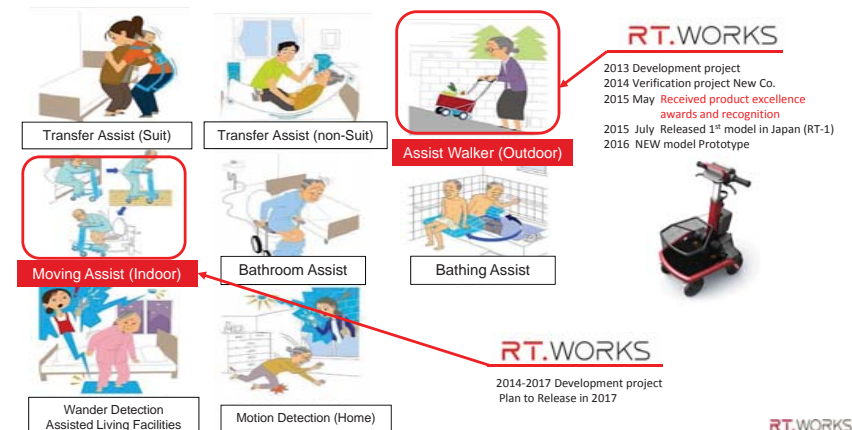 RT.WORKS
2013 Development project
2014 Verification project New Co.
2015 May Received product excellence
awards and recognition
2015 July Released 1st model in Japan (RT-1)
2016 NEW model Prototype
Transfer Assist (Suit)
Transfer Assist (non-Suit)
Assist Walker (Outdoor)
Moving Assist (Indoor)
Bathroom Assist
Bathing Assist
RT.WORKS
2014-2017 Development project
Plan to Release in 2017
Wander Detection
Assisted Living Facilities
Motion Detection (Home)
RT.WORKS